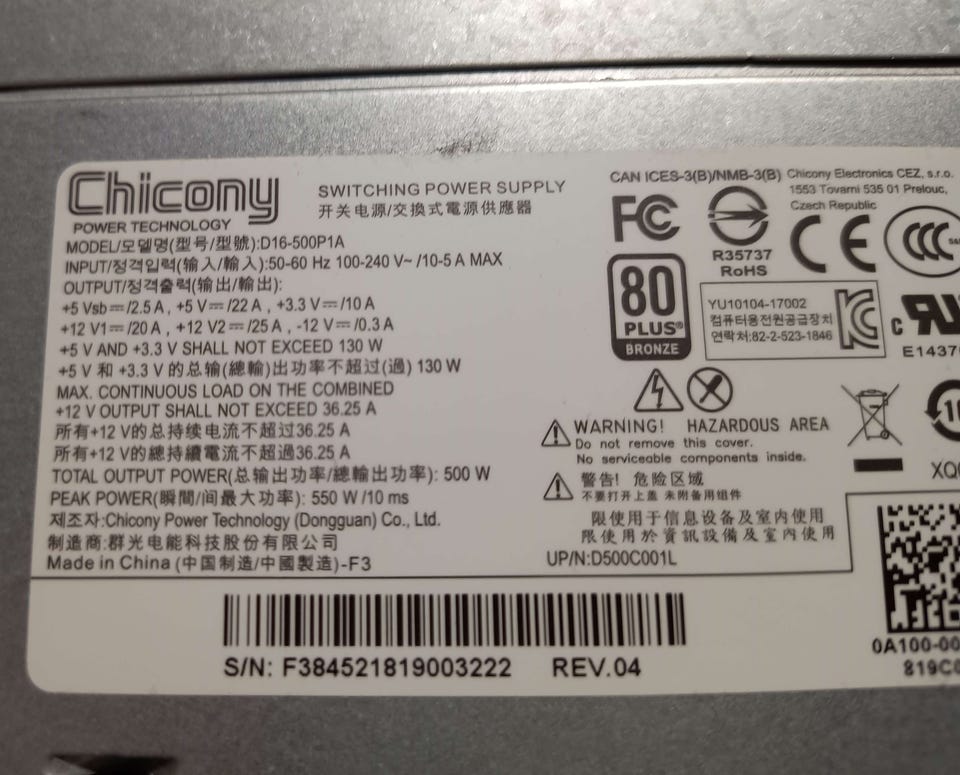 Chicony
POWER TECHNOLOGY
SWITCHING POWER SUPPLY
开关电源/交換式電源供應器
MODEL/모델명(型号/型號):D16-500P1A
INPUT/정격입력(输入/輸入):50-60 Hz 100-240 V~ /10-5 A MAX
OUTPUT/정격출력(输出/輸出):
+5 Vsb⎓/2.5 A , +5 V⎓/22 A , +3.3 V⎓/10 A
+12 V1⎓/20 A , +12 V2⎓/25 A , -12 V⎓/0.3 A
+5 V AND +3.3 V SHALL NOT EXCEED 130 W
+5 V 和 +3.3 V 的总输(總輸)出功率不超过(過) 130 W
MAX. CONTINUOUS LOAD ON THE COMBINED
+12 V OUTPUT SHALL NOT EXCEED 36.25 A
所有+12 V的总持续电流不超过36.25 A
所有+12 V的總持續電流不超過36.25 A
TOTAL OUTPUT POWER(总输出功率/總輸出功率): 500 W
PEAK POWER(瞬間/间最大功率): 550 W /10 ms
제조자:Chicony Power Technology (Dongguan) Co., Ltd.
制造商:群光电能科技股份有限公司
Made in China (中国制造/中國製造)-F3
CAN ICES-3(B)/NMB-3(B)
Chicony Electronics CEZ, s.r.o.
1553 Tovarni 535 01 Prelouc,
Czech Republic
FC
R35737
RoHS
CE
CCC
80
PLUS®
BRONZE
YU10104-17002
컴퓨터용전원공급장치
연락처:82-2-523-1846
c
E1437
10
WARNING! HAZARDOUS AREA
Do not remove this cover.
No serviceable components inside.
警告! 危险区域
不要打开上盖 未附备用组件
限使用于信息设备及室内使用
限使用於資訊設備及室內使用
UP/N:D500C001L
0A100-00
819C0
S/N: F384521819003222 REV.04